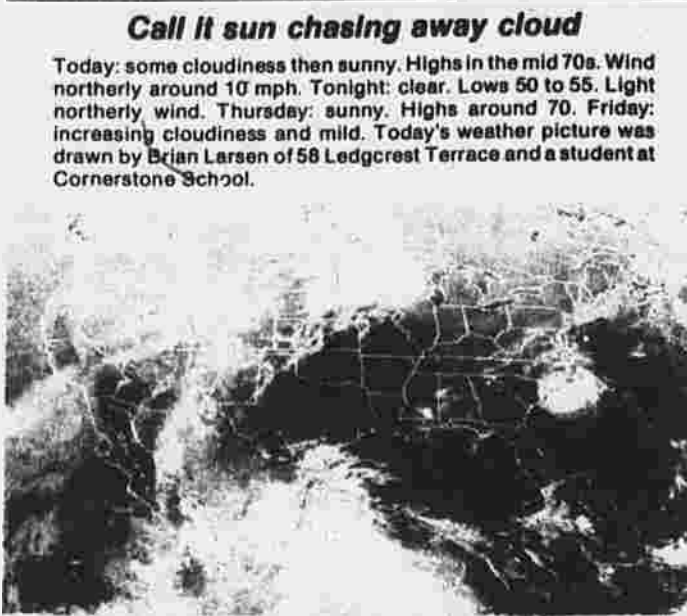 Call it sun chasing away cloud
Today: some cloudiness then sunny. Highs in the mid 70s. Wind
northerly around 10 mph. Tonight: clear. Lows 50 to 55. Light
northerly wind. Thursday: sunny. Highs around 70. Friday:
increasing cloudiness and mild. Today's weather picture was
drawn by Brian Larsen of 58 Ledgcrest Terrace and a student at
Cornerstone School.